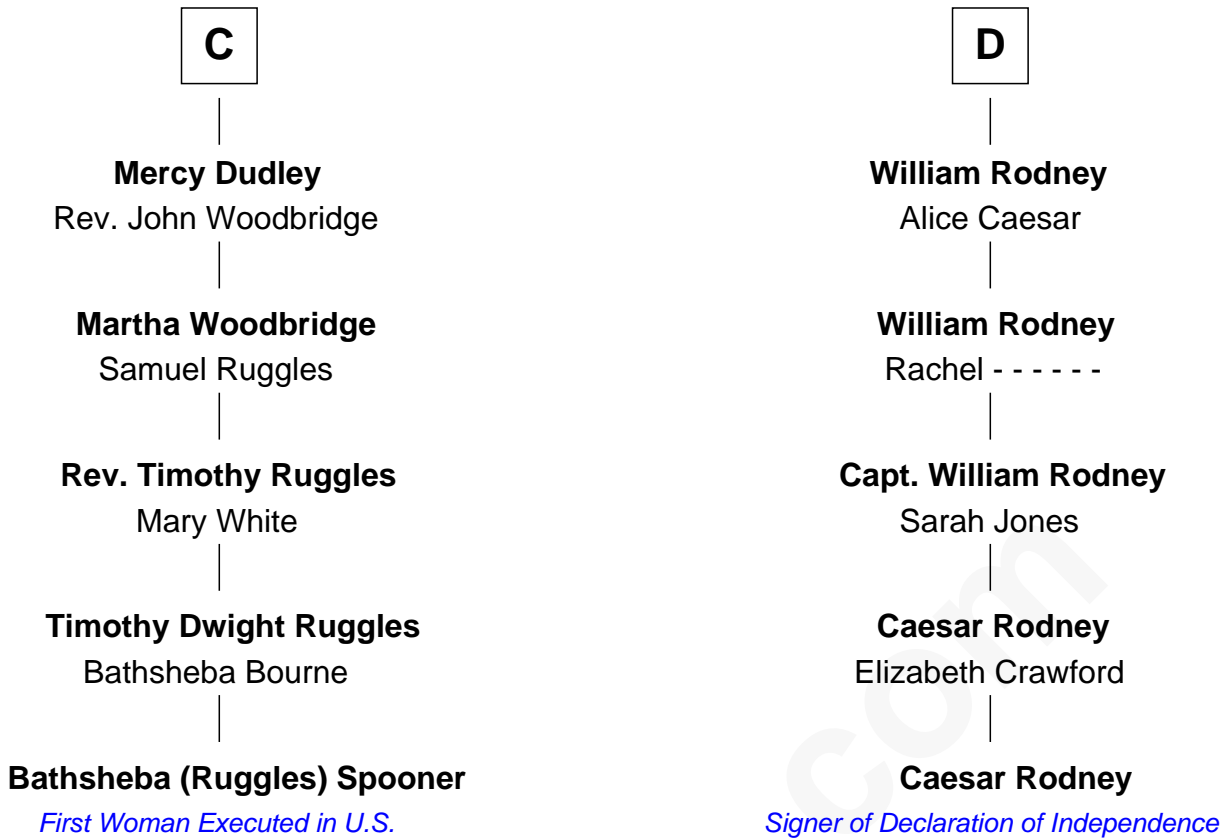 C
Mercy Dudley
Rev. John Woodbridge
Martha Woodbridge
Samuel Ruggles
Rev. Timothy Ruggles
Mary White
Timothy Dwight Ruggles
Bathsheba Bourne
Bathsheba (Ruggles) Spooner
First Woman Executed in U.S.
D
William Rodney
Alice Caesar
William Rodney
Rachel - - - - - -
Capt. William Rodney
Sarah Jones
Caesar Rodney
Elizabeth Crawford
Caesar Rodney
Signer of Declaration of Independence
com